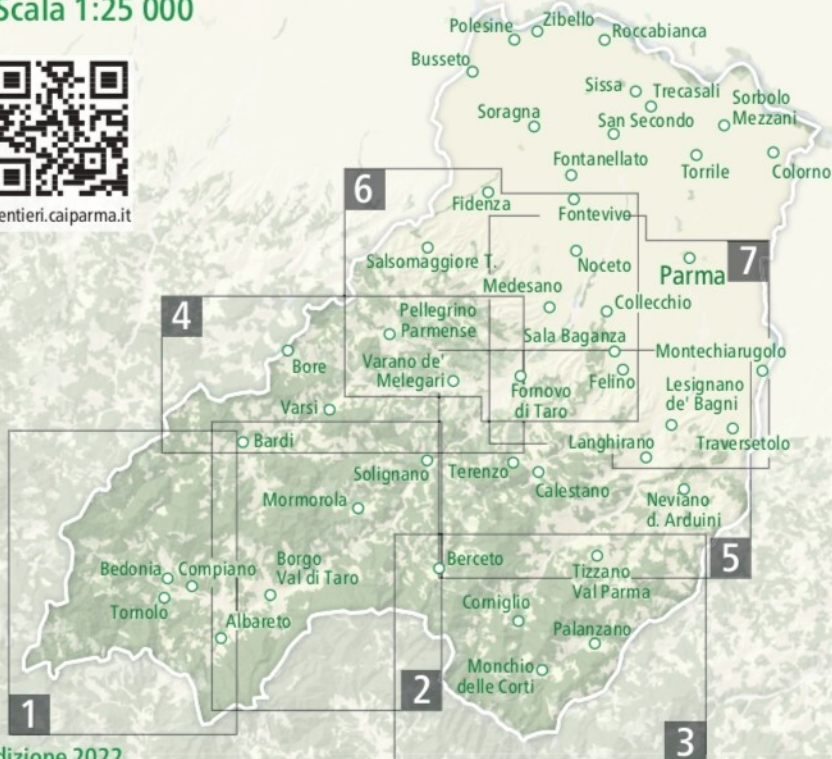 Scala 1:25 000
Polesine
Zibello
Roccabianca
Busseto
Sissa
Trecasali
Sorbolo
Mezzani
Soragna
San Secondo
Fontanellato
Torrile
Colorno
entieri.caiparma.it
6
Fidenza
Fontevivo
Salsomaggiore T.
Noceto
Parma
7
Medesano
4
Pellegrino
Parmense
Collecchio
Sala Baganza
Bore
Varano de'
Melegari
Montechiarugolo
Fornovo
di Taro
Felino
Lesignano
de' Bagni
Varsi
Bardi
Langhirano
Traversetolo
Solignano
Terenzo
Calestano
Mormorola
Neviano
d. Arduini
Bedonia
Compiano
Borgo
Val di Taro
Berceto
Tizzano
Val Parma
5
Tornolo
Albareto
Corniglio
Palanzano
Monchio
delle Corti
1
2
3
dizione 2022